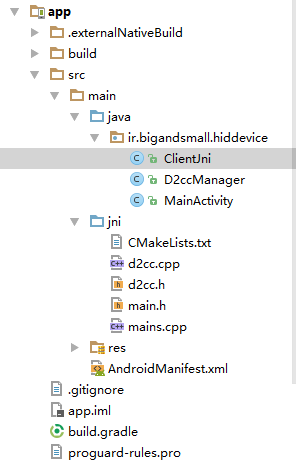 app
.externalNativeBuild
build
src
main
java
ir.bigandsmall.hiddevice
ClientJni
D2ccManager
MainActivity
jni
CMakeLists.txt
d2cc.cpp
d2cc.h
main.h
mains.cpp
res
AndroidManifest.xml
.gitignore
app.iml
build.gradle
proguard-rules.pro